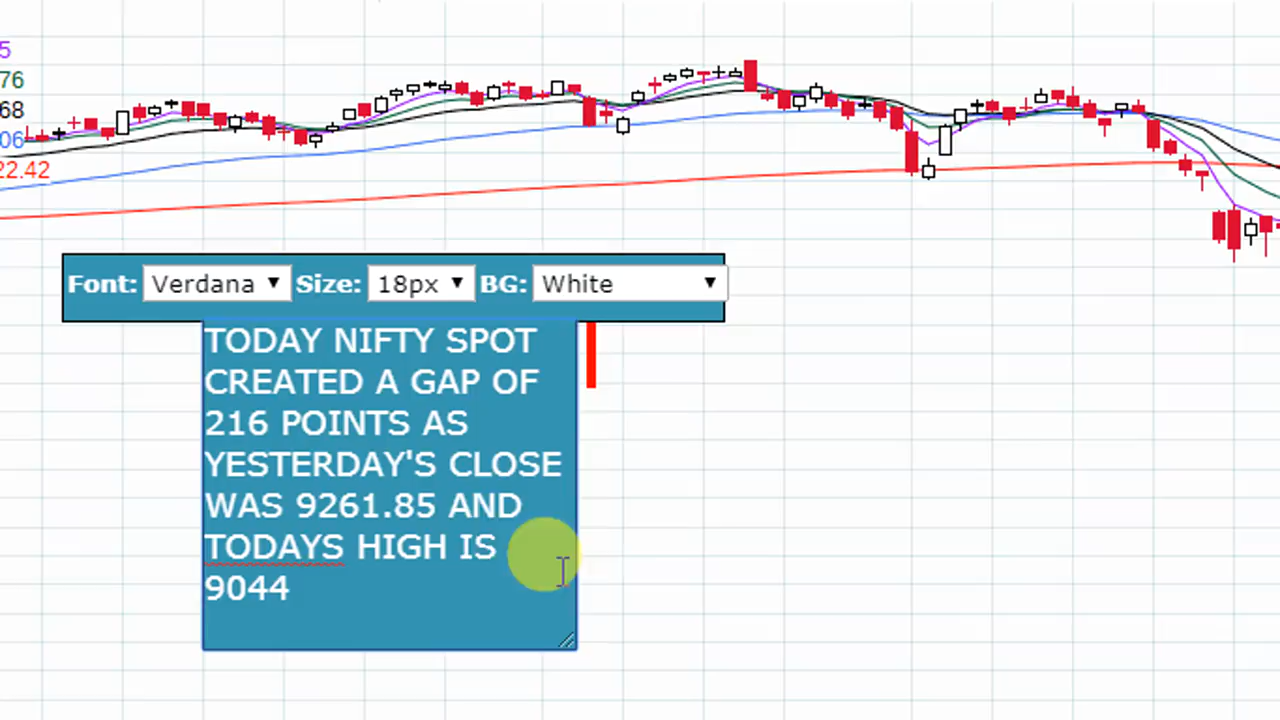 5
76
68
06
22.42
Font: Verdana Size: 18px BG: White
TODAY NIFTY SPOT
CREATED A GAP OF
216 POINTS AS
YESTERDAY'S CLOSE
WAS 9261.85 AND
TODAYS HIGH IS
9044